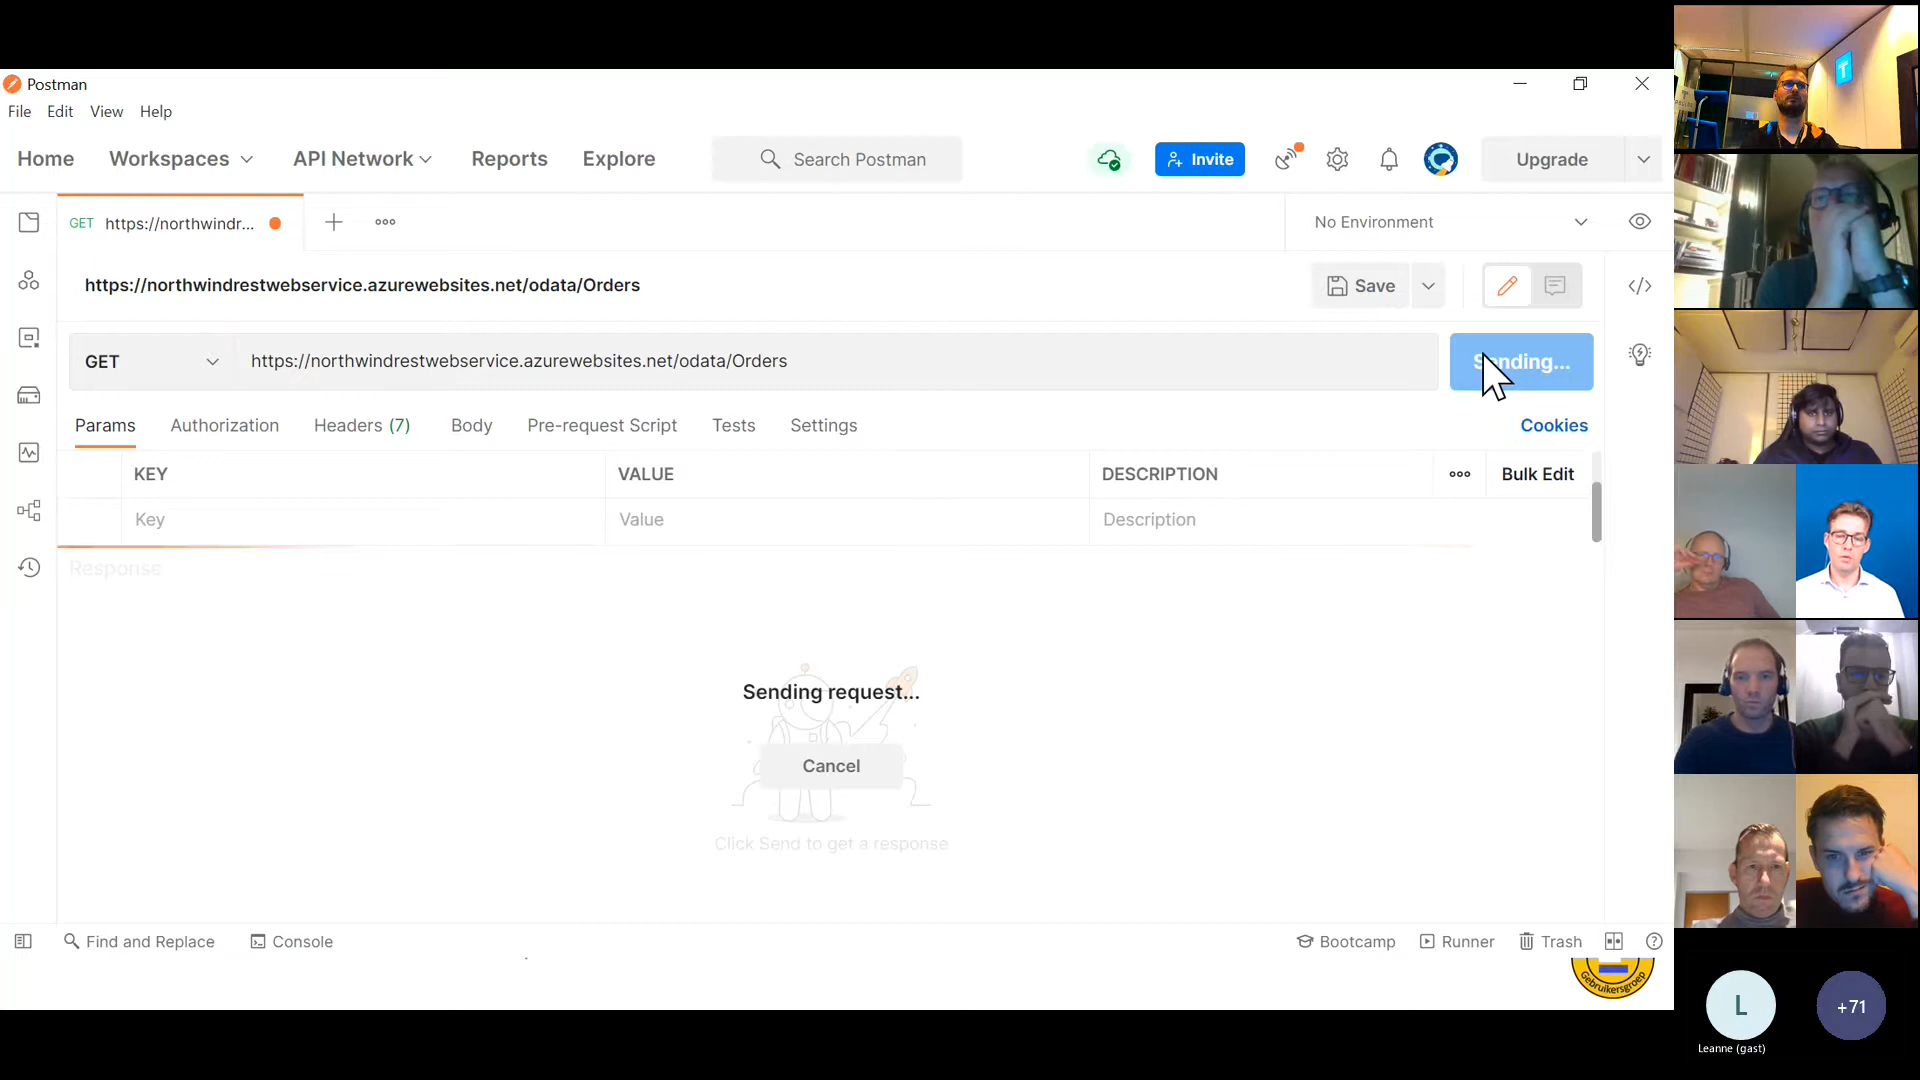 Postman
File Edit View Help
Home Workspaces API Network Reports Explore Search Postman Invite Upgrade
GET https://northwindr... No Environment
https://northwindrestwebservice.azurewebsites.net/odata/Orders Save
GET https://northwindrestwebservice.azurewebsites.net/odata/Orders Sending...
Params Authorization Headers (7) Body Pre-request Script Tests Settings Cookies
KEY VALUE DESCRIPTION Bulk Edit
Key Value Description
Response
Sending request...
Cancel
Click Send to get a response
Find and Replace Console Bootcamp Runner Trash
Gebruikersgroep
L +71
Leanne (gast)